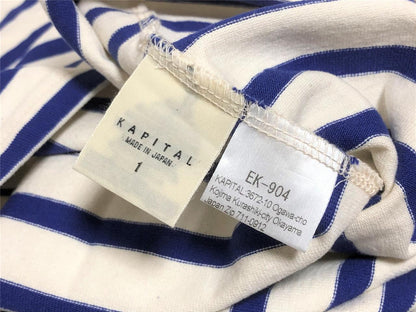 KAPITAL
MADE IN JAPAN
1
EK-904
KAPITAL 3672-10 Ogawa-cho
Kojima Kurashiki-city Okayama
Japan Zip 711-0912